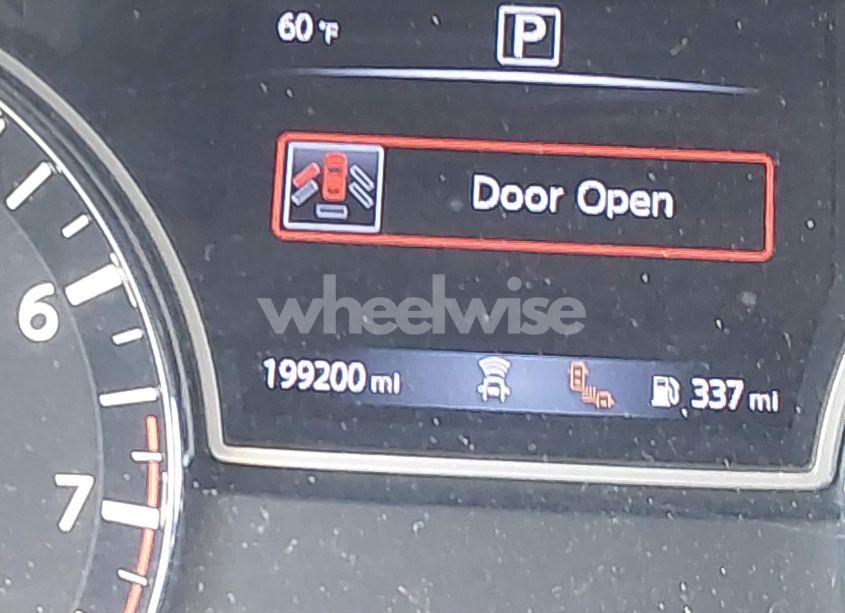 60 °F
P
Door Open
6
wheelwise
199200 mi
337 mi
7